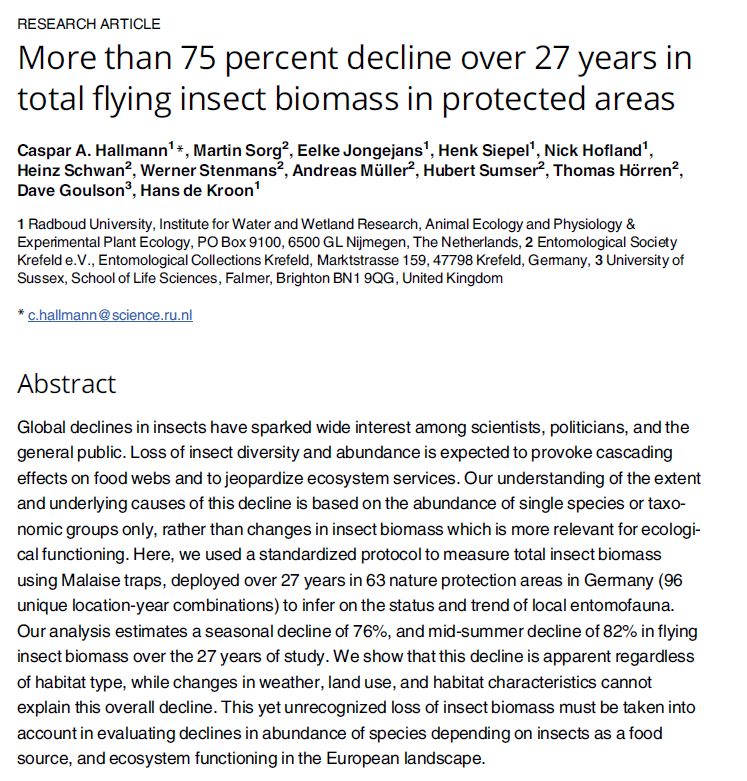 RESEARCH ARTICLE
More than 75 percent decline over 27 years in
total flying insect biomass in protected areas
Caspar A. Hallmann1*, Martin Sorg2, Eelke Jongejans1, Henk Siepel1, Nick Hofland1,
Heinz Schwan2, Werner Stenmans2, Andreas Müller2, Hubert Sumser2, Thomas Hörren2,
Dave Goulson3, Hans de Kroon1
1 Radboud University, Institute for Water and Wetland Research, Animal Ecology and Physiology &
Experimental Plant Ecology, PO Box 9100, 6500 GL Nijmegen, The Netherlands, 2 Entomological Society
Krefeld e.V., Entomological Collections Krefeld, Marktstrasse 159, 47798 Krefeld, Germany, 3 University of
Sussex, School of Life Sciences, Falmer, Brighton BN1 9QG, United Kingdom
* c.hallmann@science.ru.nl
Abstract
Global declines in insects have sparked wide interest among scientists, politicians, and the
general public. Loss of insect diversity and abundance is expected to provoke cascading
effects on food webs and to jeopardize ecosystem services. Our understanding of the extent
and underlying causes of this decline is based on the abundance of single species or taxo-
nomic groups only, rather than changes in insect biomass which is more relevant for ecologi-
cal functioning. Here, we used a standardized protocol to measure total insect biomass
using Malaise traps, deployed over 27 years in 63 nature protection areas in Germany (96
unique location-year combinations) to infer on the status and trend of local entomofauna.
Our analysis estimates a seasonal decline of 76%, and mid-summer decline of 82% in flying
insect biomass over the 27 years of study. We show that this decline is apparent regardless
of habitat type, while changes in weather, land use, and habitat characteristics cannot
explain this overall decline. This yet unrecognized loss of insect biomass must be taken into
account in evaluating declines in abundance of species depending on insects as a food
source, and ecosystem functioning in the European landscape.